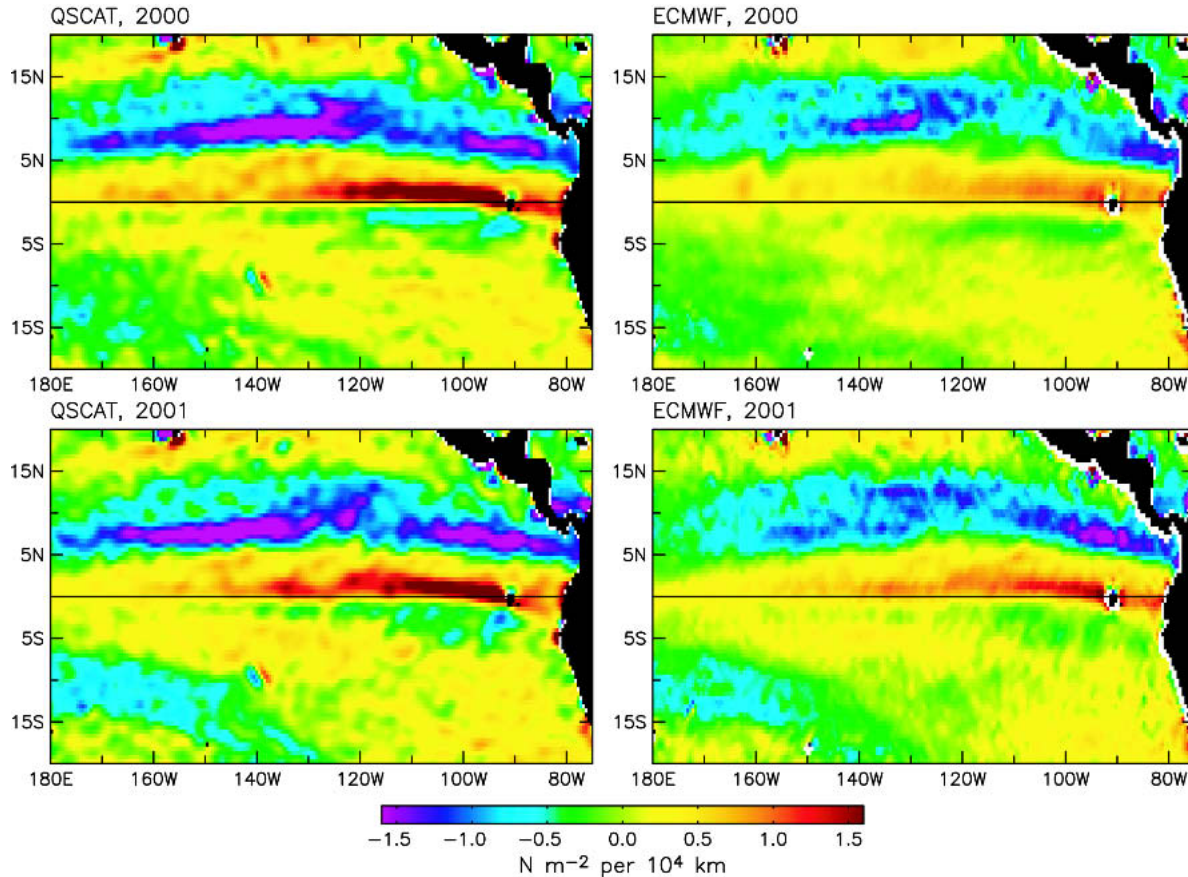 QSCAT, 2000 ECMWF, 2000
15N 15N
5N 5N
5S 5S
15S 15S
180E 160W 140W 120W 100W 80W 180E 160W 140W 120W 100W 80W
QSCAT, 2001 ECMWF, 2001
15N 15N
5N 5N
5S 5S
15S 15S
180E 160W 140W 120W 100W 80W 180E 160W 140W 120W 100W 80W
−1.5 −1.0 −0.5 0.0 0.5 1.0 1.5
N m⁻² per 10⁴ km